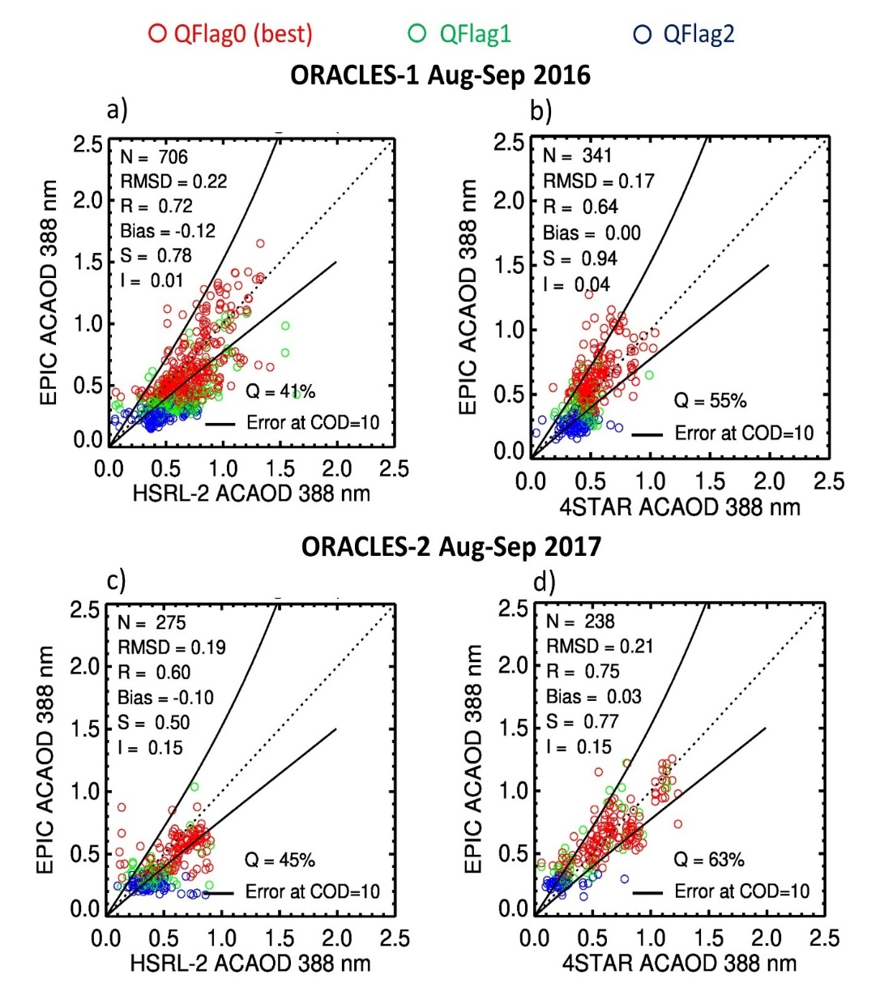 QFlag0 (best) QFlag1 QFlag2
ORACLES-1 Aug-Sep 2016
a)
2.5
2.0
1.5
1.0
0.5
0.0
EPIC ACAOD 388 nm
N = 706
RMSD = 0.22
R = 0.72
Bias = -0.12
S = 0.78
I = 0.01
Q = 41%
Error at COD=10
0.0 0.5 1.0 1.5 2.0 2.5
HSRL-2 ACAOD 388 nm
b)
2.5
2.0
1.5
1.0
0.5
0.0
EPIC ACAOD 388 nm
N = 341
RMSD = 0.17
R = 0.64
Bias = 0.00
S = 0.94
I = 0.04
Q = 55%
Error at COD=10
0.0 0.5 1.0 1.5 2.0 2.5
4STAR ACAOD 388 nm
ORACLES-2 Aug-Sep 2017
c)
2.5
2.0
1.5
1.0
0.5
0.0
EPIC ACAOD 388 nm
N = 275
RMSD = 0.19
R = 0.60
Bias = -0.10
S = 0.50
I = 0.15
Q = 45%
Error at COD=10
0.0 0.5 1.0 1.5 2.0 2.5
HSRL-2 ACAOD 388 nm
d)
2.5
2.0
1.5
1.0
0.5
0.0
EPIC ACAOD 388 nm
N = 238
RMSD = 0.21
R = 0.75
Bias = 0.03
S = 0.77
I = 0.15
Q = 63%
Error at COD=10
0.0 0.5 1.0 1.5 2.0 2.5
4STAR ACAOD 388 nm